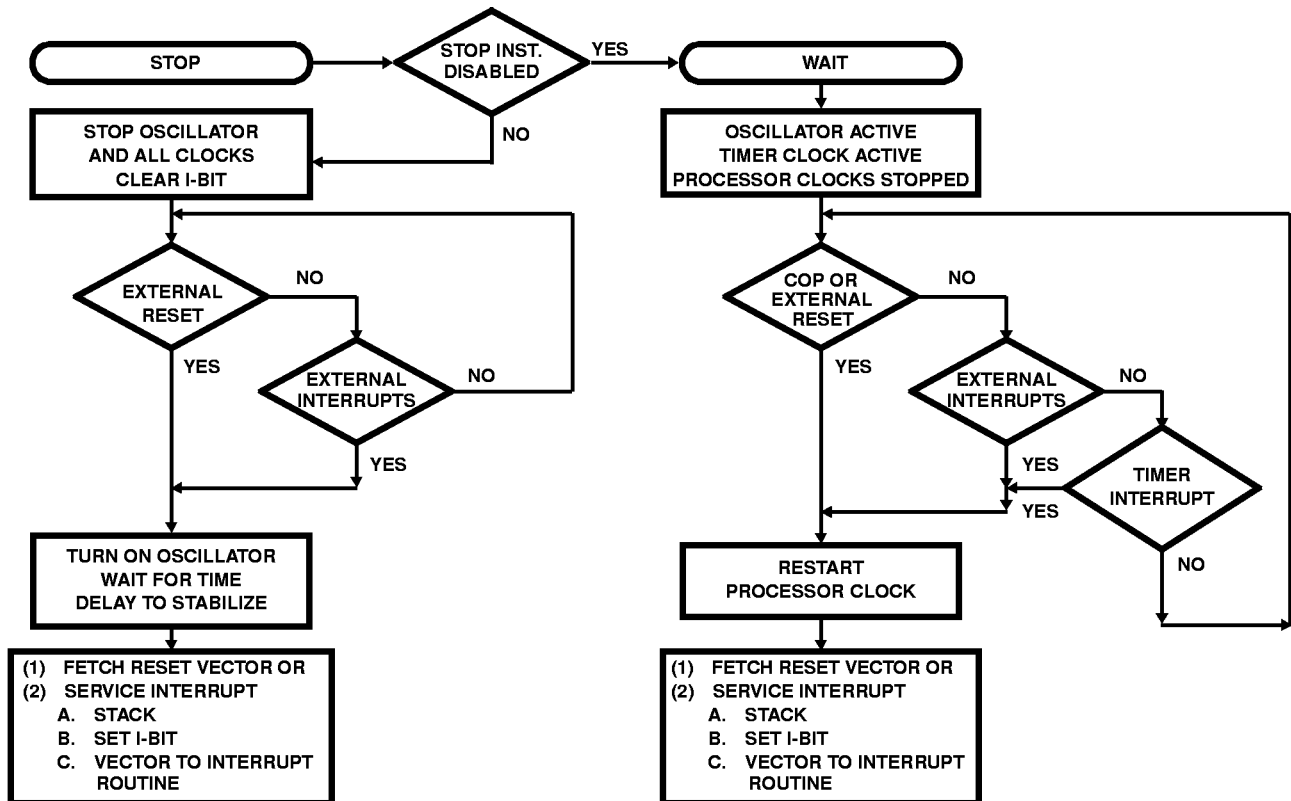 STOP
STOP INST.
DISABLED
YES
WAIT
NO
STOP OSCILLATOR
AND ALL CLOCKS
CLEAR I-BIT
OSCILLATOR ACTIVE
TIMER CLOCK ACTIVE
PROCESSOR CLOCKS STOPPED
EXTERNAL
RESET
NO
YES
EXTERNAL
INTERRUPTS
NO
YES
COP OR
EXTERNAL
RESET
NO
YES
EXTERNAL
INTERRUPTS
NO
YES
TIMER
INTERRUPT
YES
NO
TURN ON OSCILLATOR
WAIT FOR TIME
DELAY TO STABILIZE
RESTART
PROCESSOR CLOCK
(1) FETCH RESET VECTOR OR
(2) SERVICE INTERRUPT
A. STACK
B. SET I-BIT
C. VECTOR TO INTERRUPT
ROUTINE
(1) FETCH RESET VECTOR OR
(2) SERVICE INTERRUPT
A. STACK
B. SET I-BIT
C. VECTOR TO INTERRUPT
ROUTINE